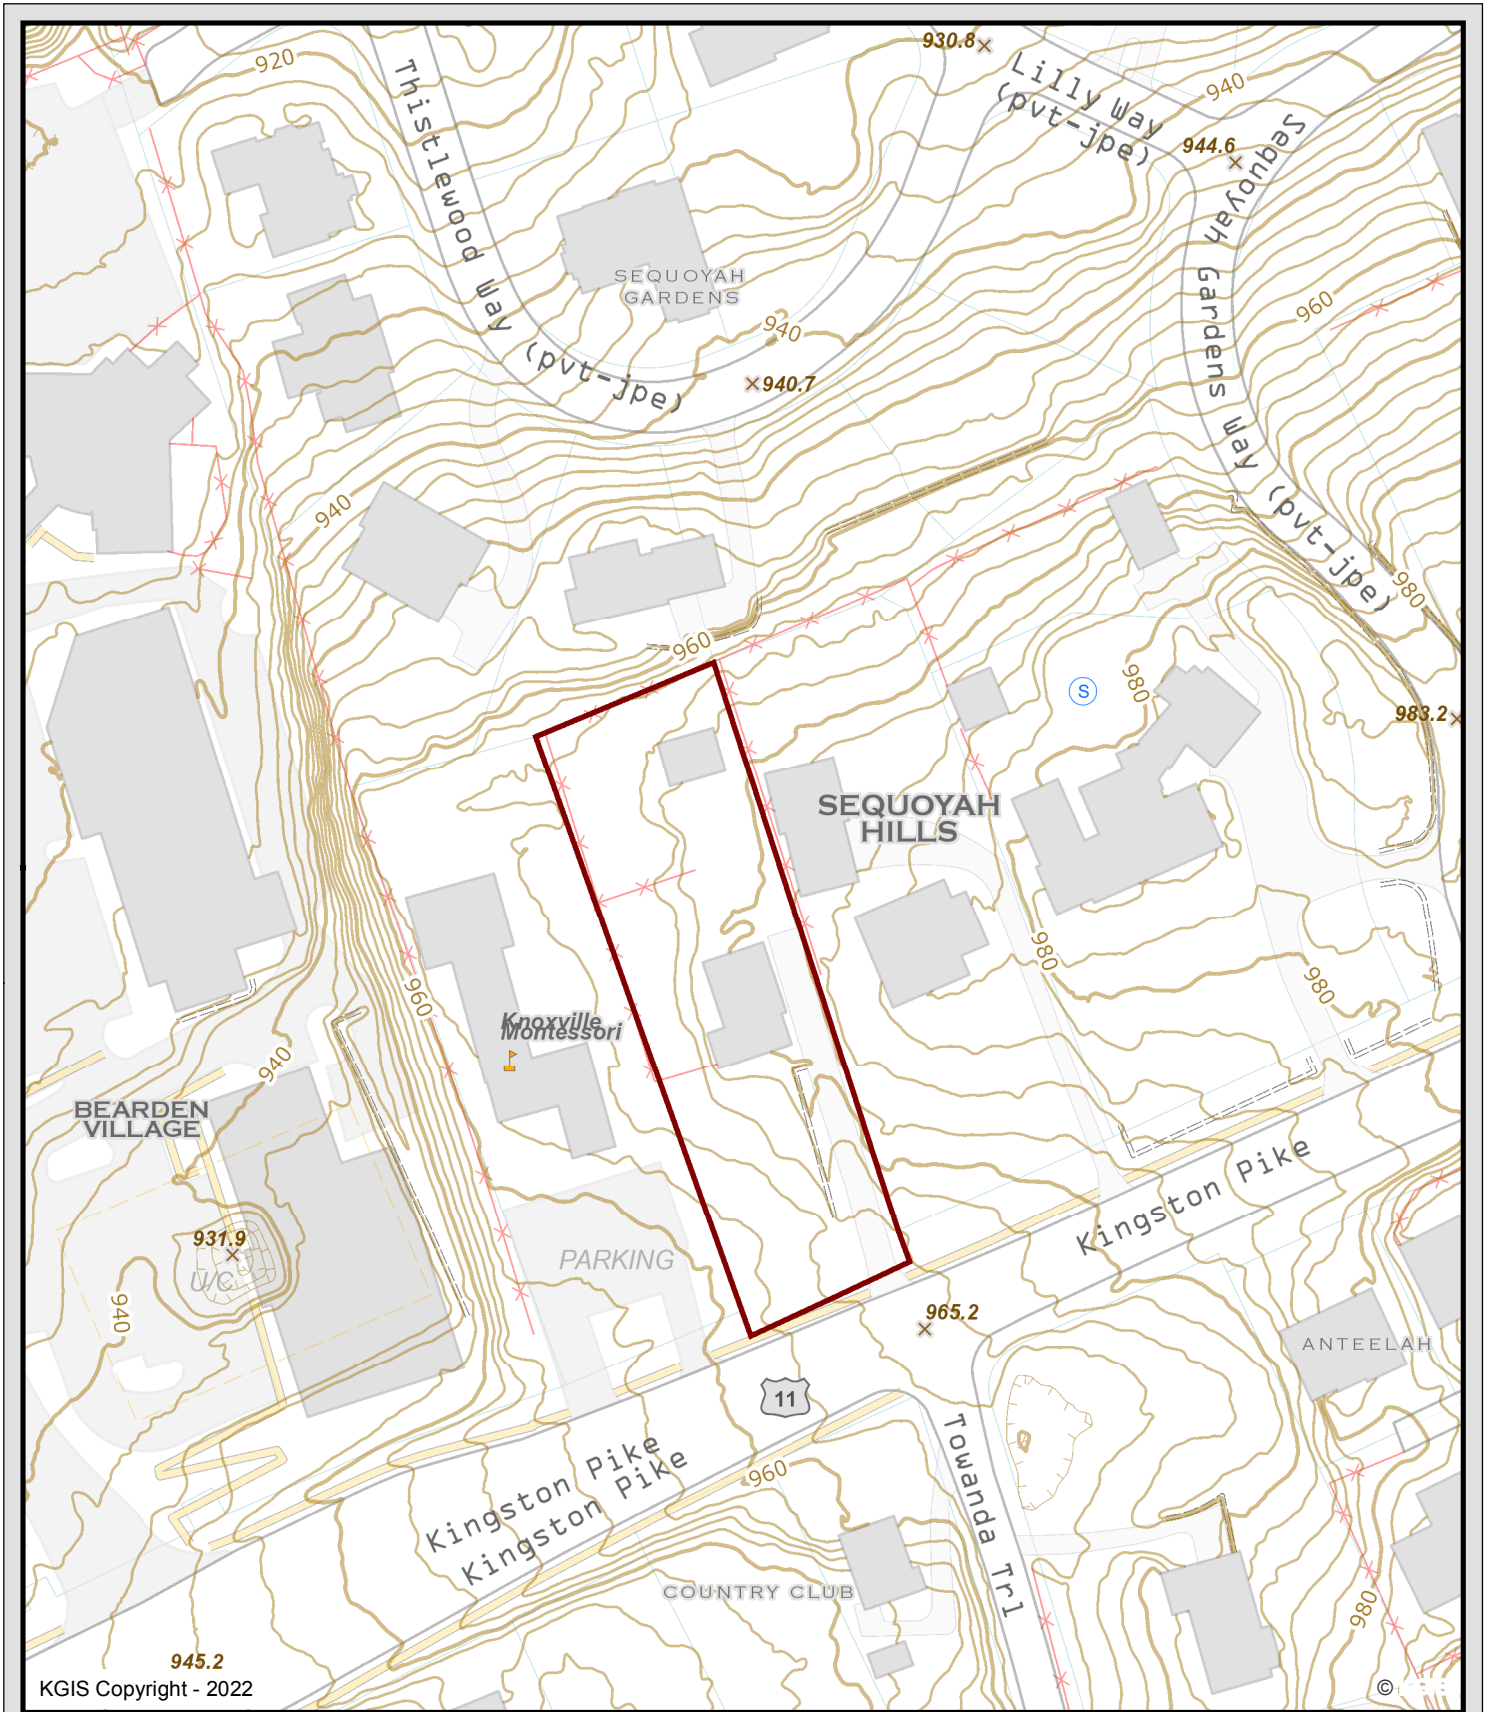 930.8
920
Lilly Way
(pvt-jpe)
940
944.6
Thistlewood Way (pvt-jpe)
Sequoyah Gardens Way (pvt-jpe)
SEQUOYAH
GARDENS
960
940
940.7
940
980
960
980
S
983.2
SEQUOYAH
HILLS
980
980
960
Knoxville
Montessori
940
BEARDEN
VILLAGE
Kingston Pike
931.9
U/C
PARKING
940
965.2
ANTEELAH
11
Towanda Trl
Kingston Pike
Kingston Pike
960
COUNTRY CLUB
980
945.2
KGIS Copyright - 2022
©